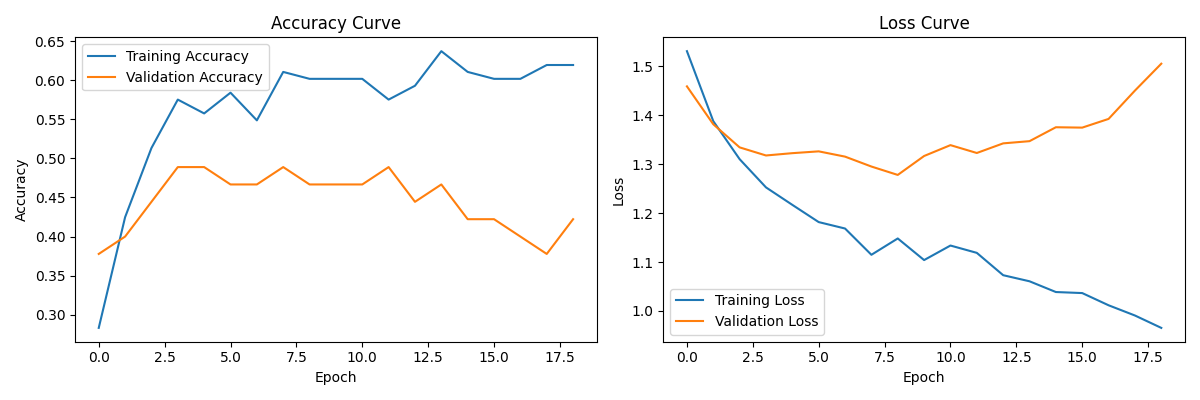 Accuracy Curve
Training Accuracy
Validation Accuracy
Accuracy
0.65
0.60
0.55
0.50
0.45
0.40
0.35
0.30
0.0 2.5 5.0 7.5 10.0 12.5 15.0 17.5
Epoch
Loss Curve
Loss
1.5
1.4
1.3
1.2
1.1
1.0
Training Loss
Validation Loss
0.0 2.5 5.0 7.5 10.0 12.5 15.0 17.5
Epoch